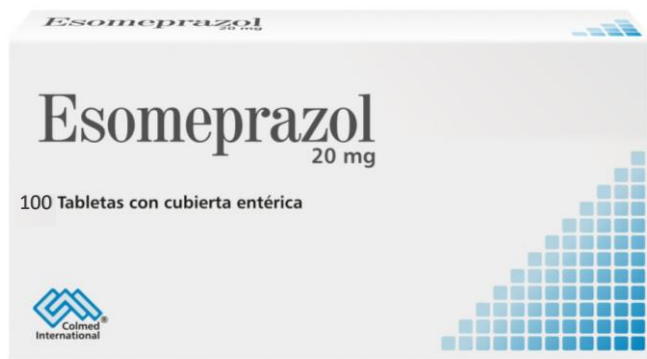 Esomeprazol
20 mg
Esomeprazol
20 mg
100 Tabletas con cubierta entérica
Colmed
International
®